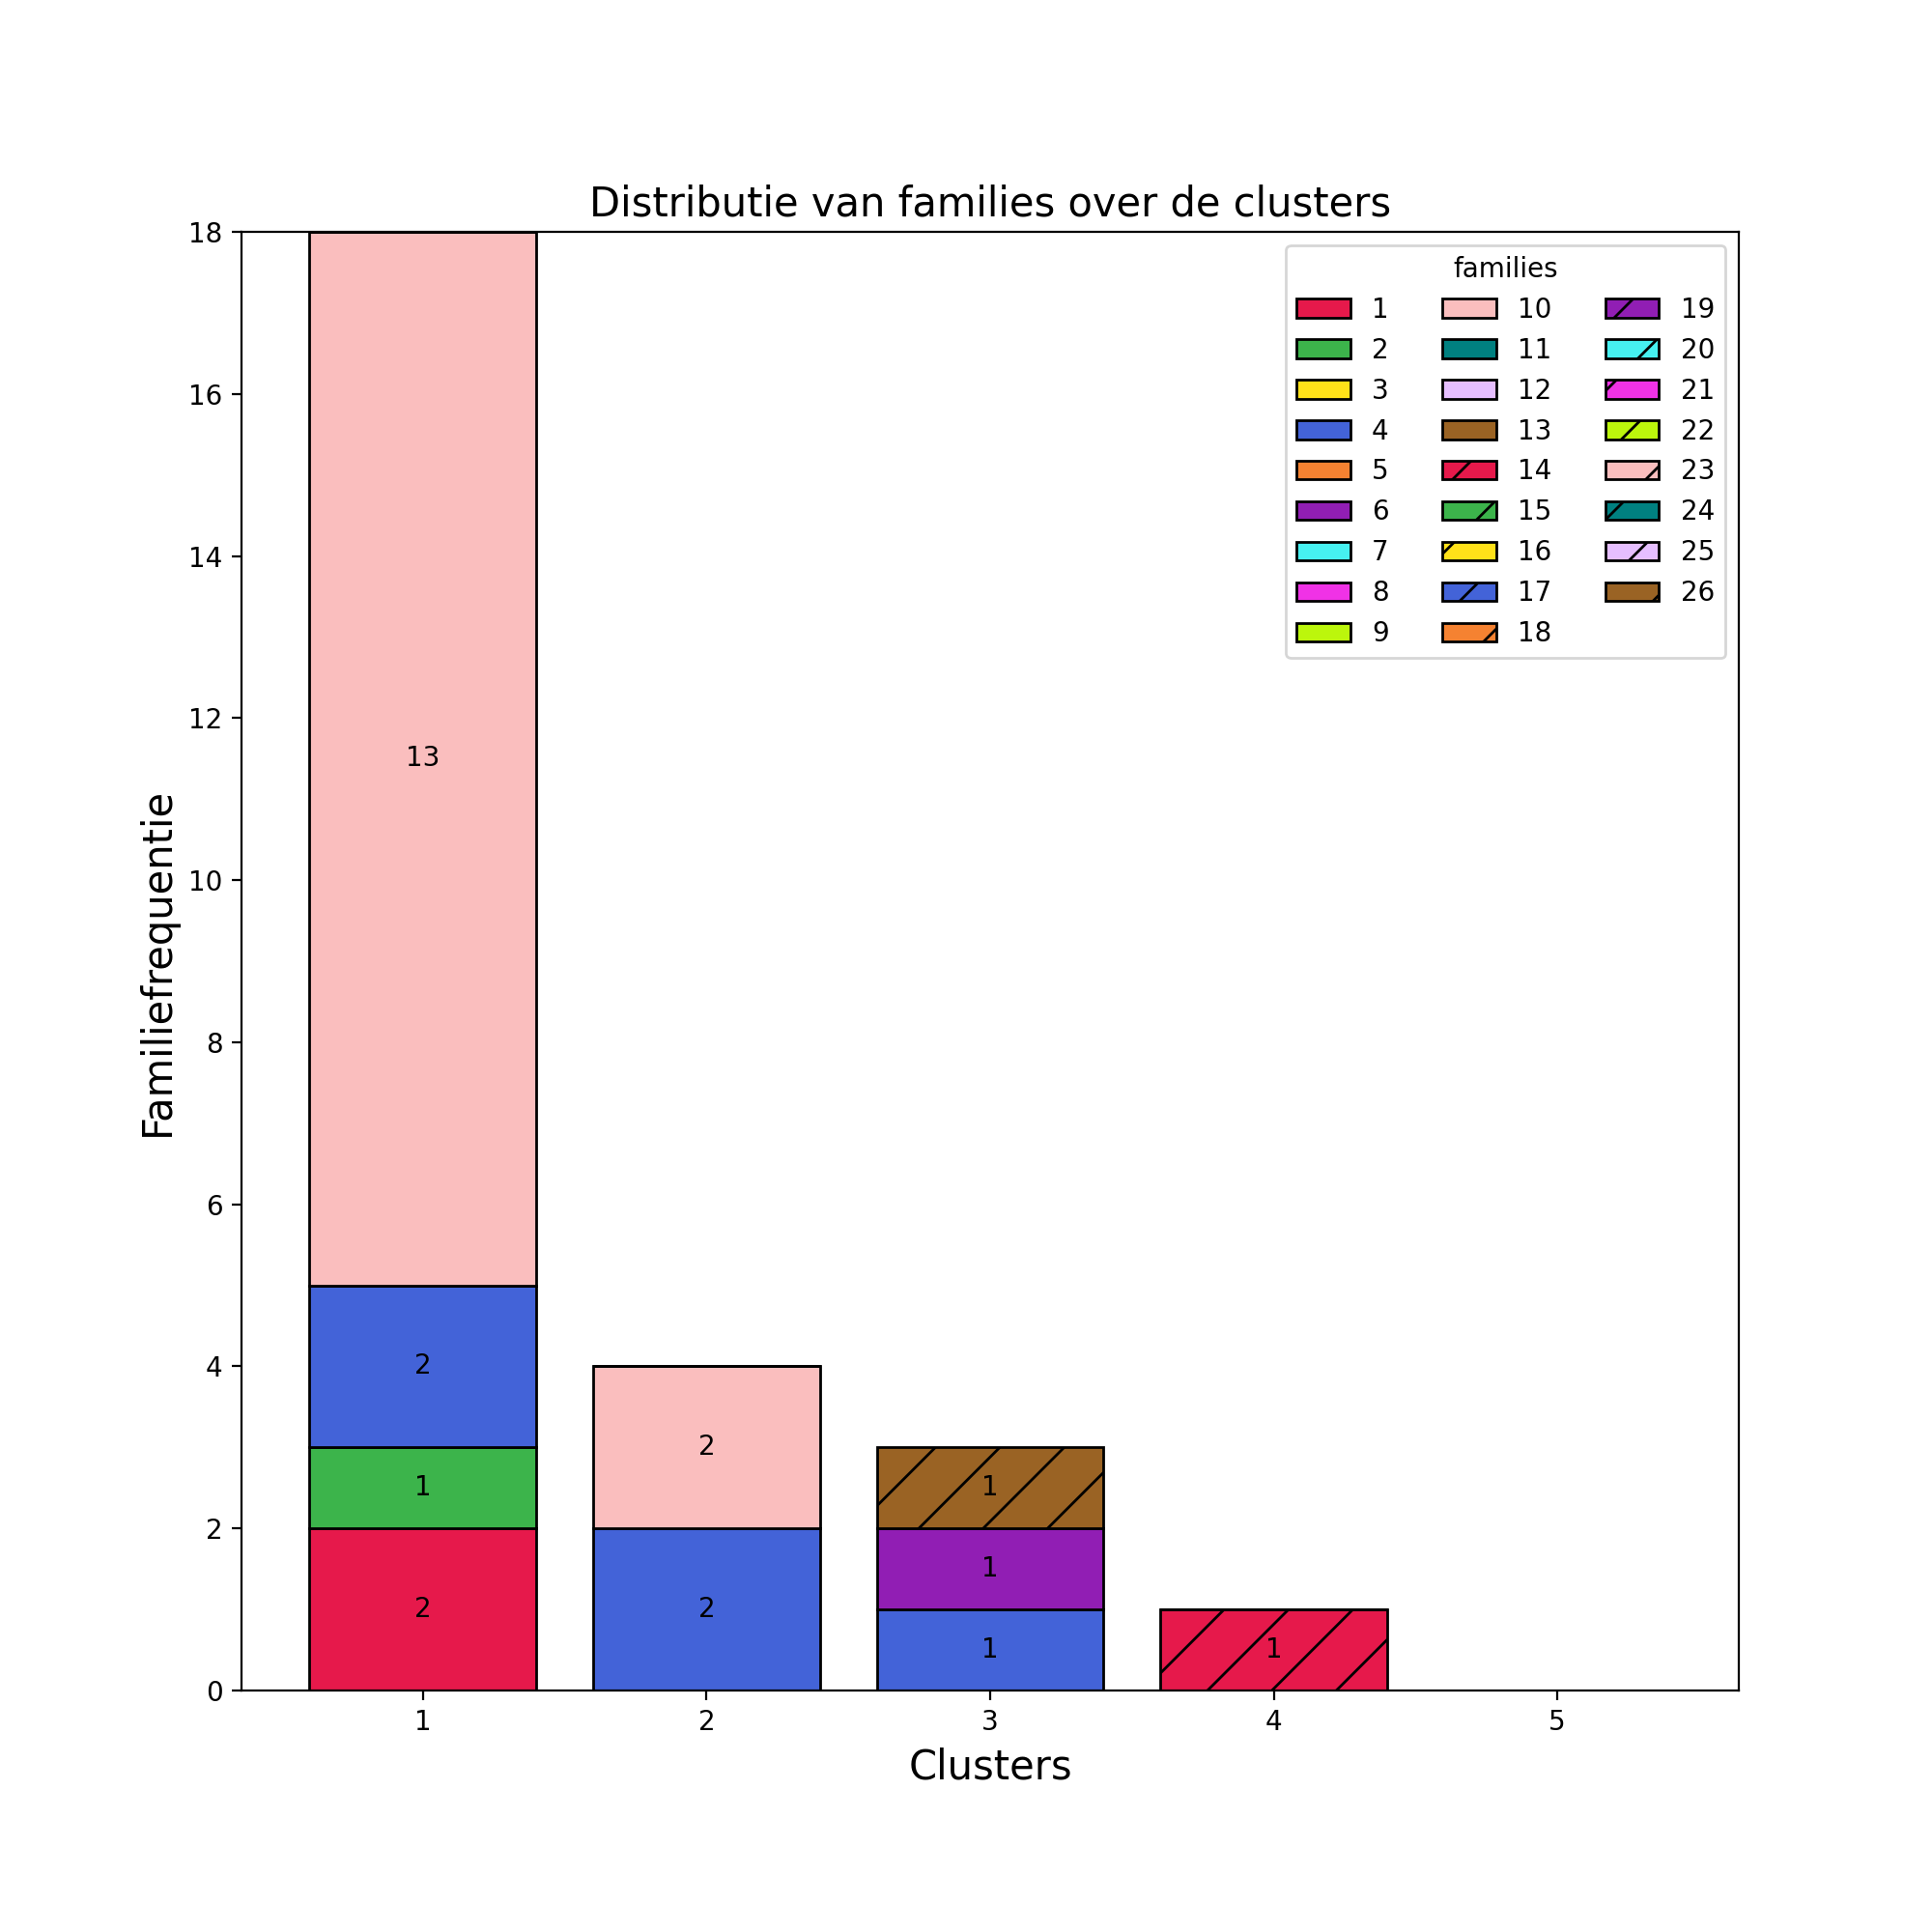 Distributie van families over de clusters
Familiefrequentie
18
16
14
12
10
8
6
4
2
0
families
1 10 19
2 11 20
3 12 21
4 13 22
5 14 23
6 15 24
7 16 25
8 17 26
9 18
13
2
1
2
2
2
1
1
1
1
1 2 3 4 5
Clusters